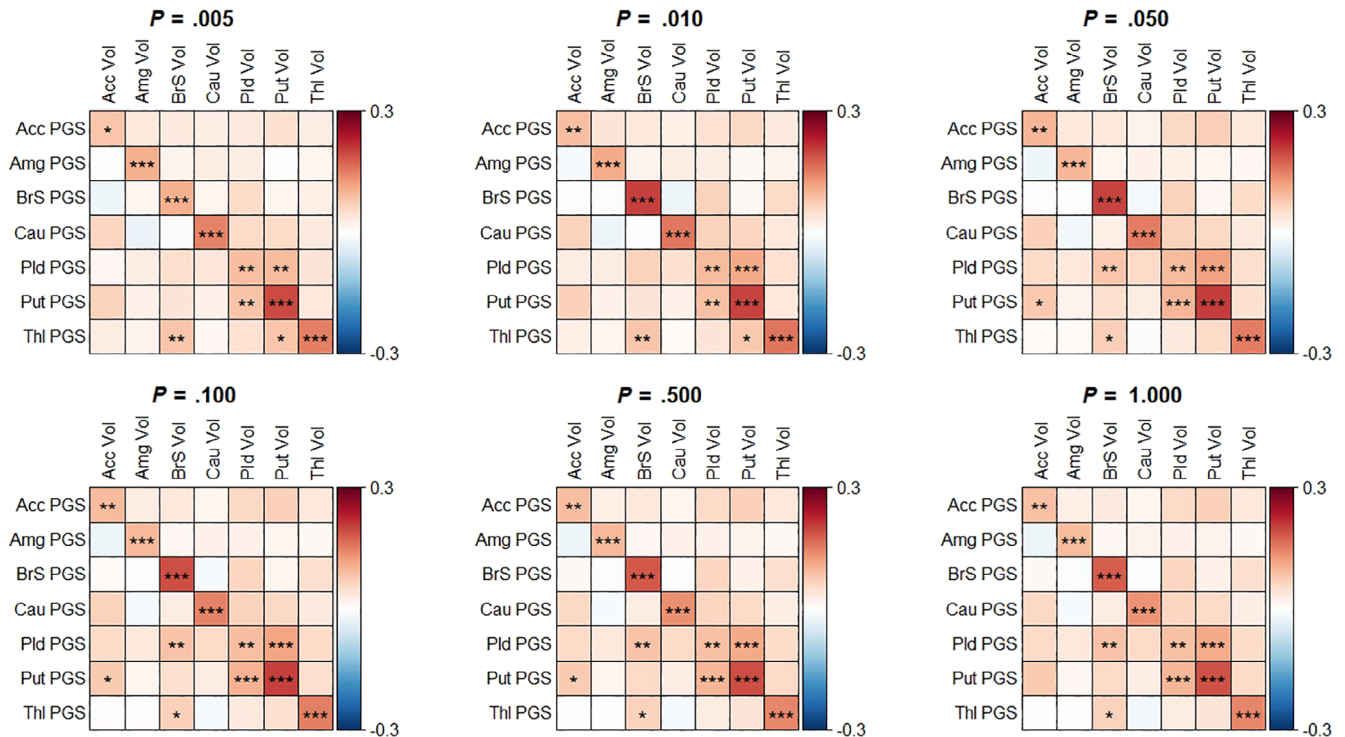 P = .005 P = .010 P = .050
Acc Vol Amg Vol BrS Vol Cau Vol Pld Vol Put Vol Thl Vol Acc Vol Amg Vol BrS Vol Cau Vol Pld Vol Put Vol Thl Vol Acc Vol Amg Vol BrS Vol Cau Vol Pld Vol Put Vol Thl Vol
0.3 0.3 0.3
Acc PGS * Acc PGS ** Acc PGS **
Amg PGS *** Amg PGS *** Amg PGS ***
BrS PGS *** BrS PGS *** BrS PGS ***
Cau PGS *** Cau PGS *** Cau PGS ***
Pld PGS ** ** Pld PGS ** *** Pld PGS ** ** ***
Put PGS ** *** Put PGS ** *** Put PGS * *** ***
Thl PGS ** * *** Thl PGS ** * *** Thl PGS * ***
-0.3 -0.3 -0.3
P = .100 P = .500 P = 1.000
Acc Vol Amg Vol BrS Vol Cau Vol Pld Vol Put Vol Thl Vol Acc Vol Amg Vol BrS Vol Cau Vol Pld Vol Put Vol Thl Vol Acc Vol Amg Vol BrS Vol Cau Vol Pld Vol Put Vol Thl Vol
0.3 0.3 0.3
Acc PGS ** Acc PGS ** Acc PGS **
Amg PGS *** Amg PGS *** Amg PGS ***
BrS PGS *** BrS PGS *** BrS PGS ***
Cau PGS *** Cau PGS *** Cau PGS ***
Pld PGS ** ** *** Pld PGS ** ** *** Pld PGS ** ** ***
Put PGS * *** *** Put PGS * *** *** Put PGS *** ***
Thl PGS * *** Thl PGS * *** Thl PGS * ***
-0.3 -0.3 -0.3